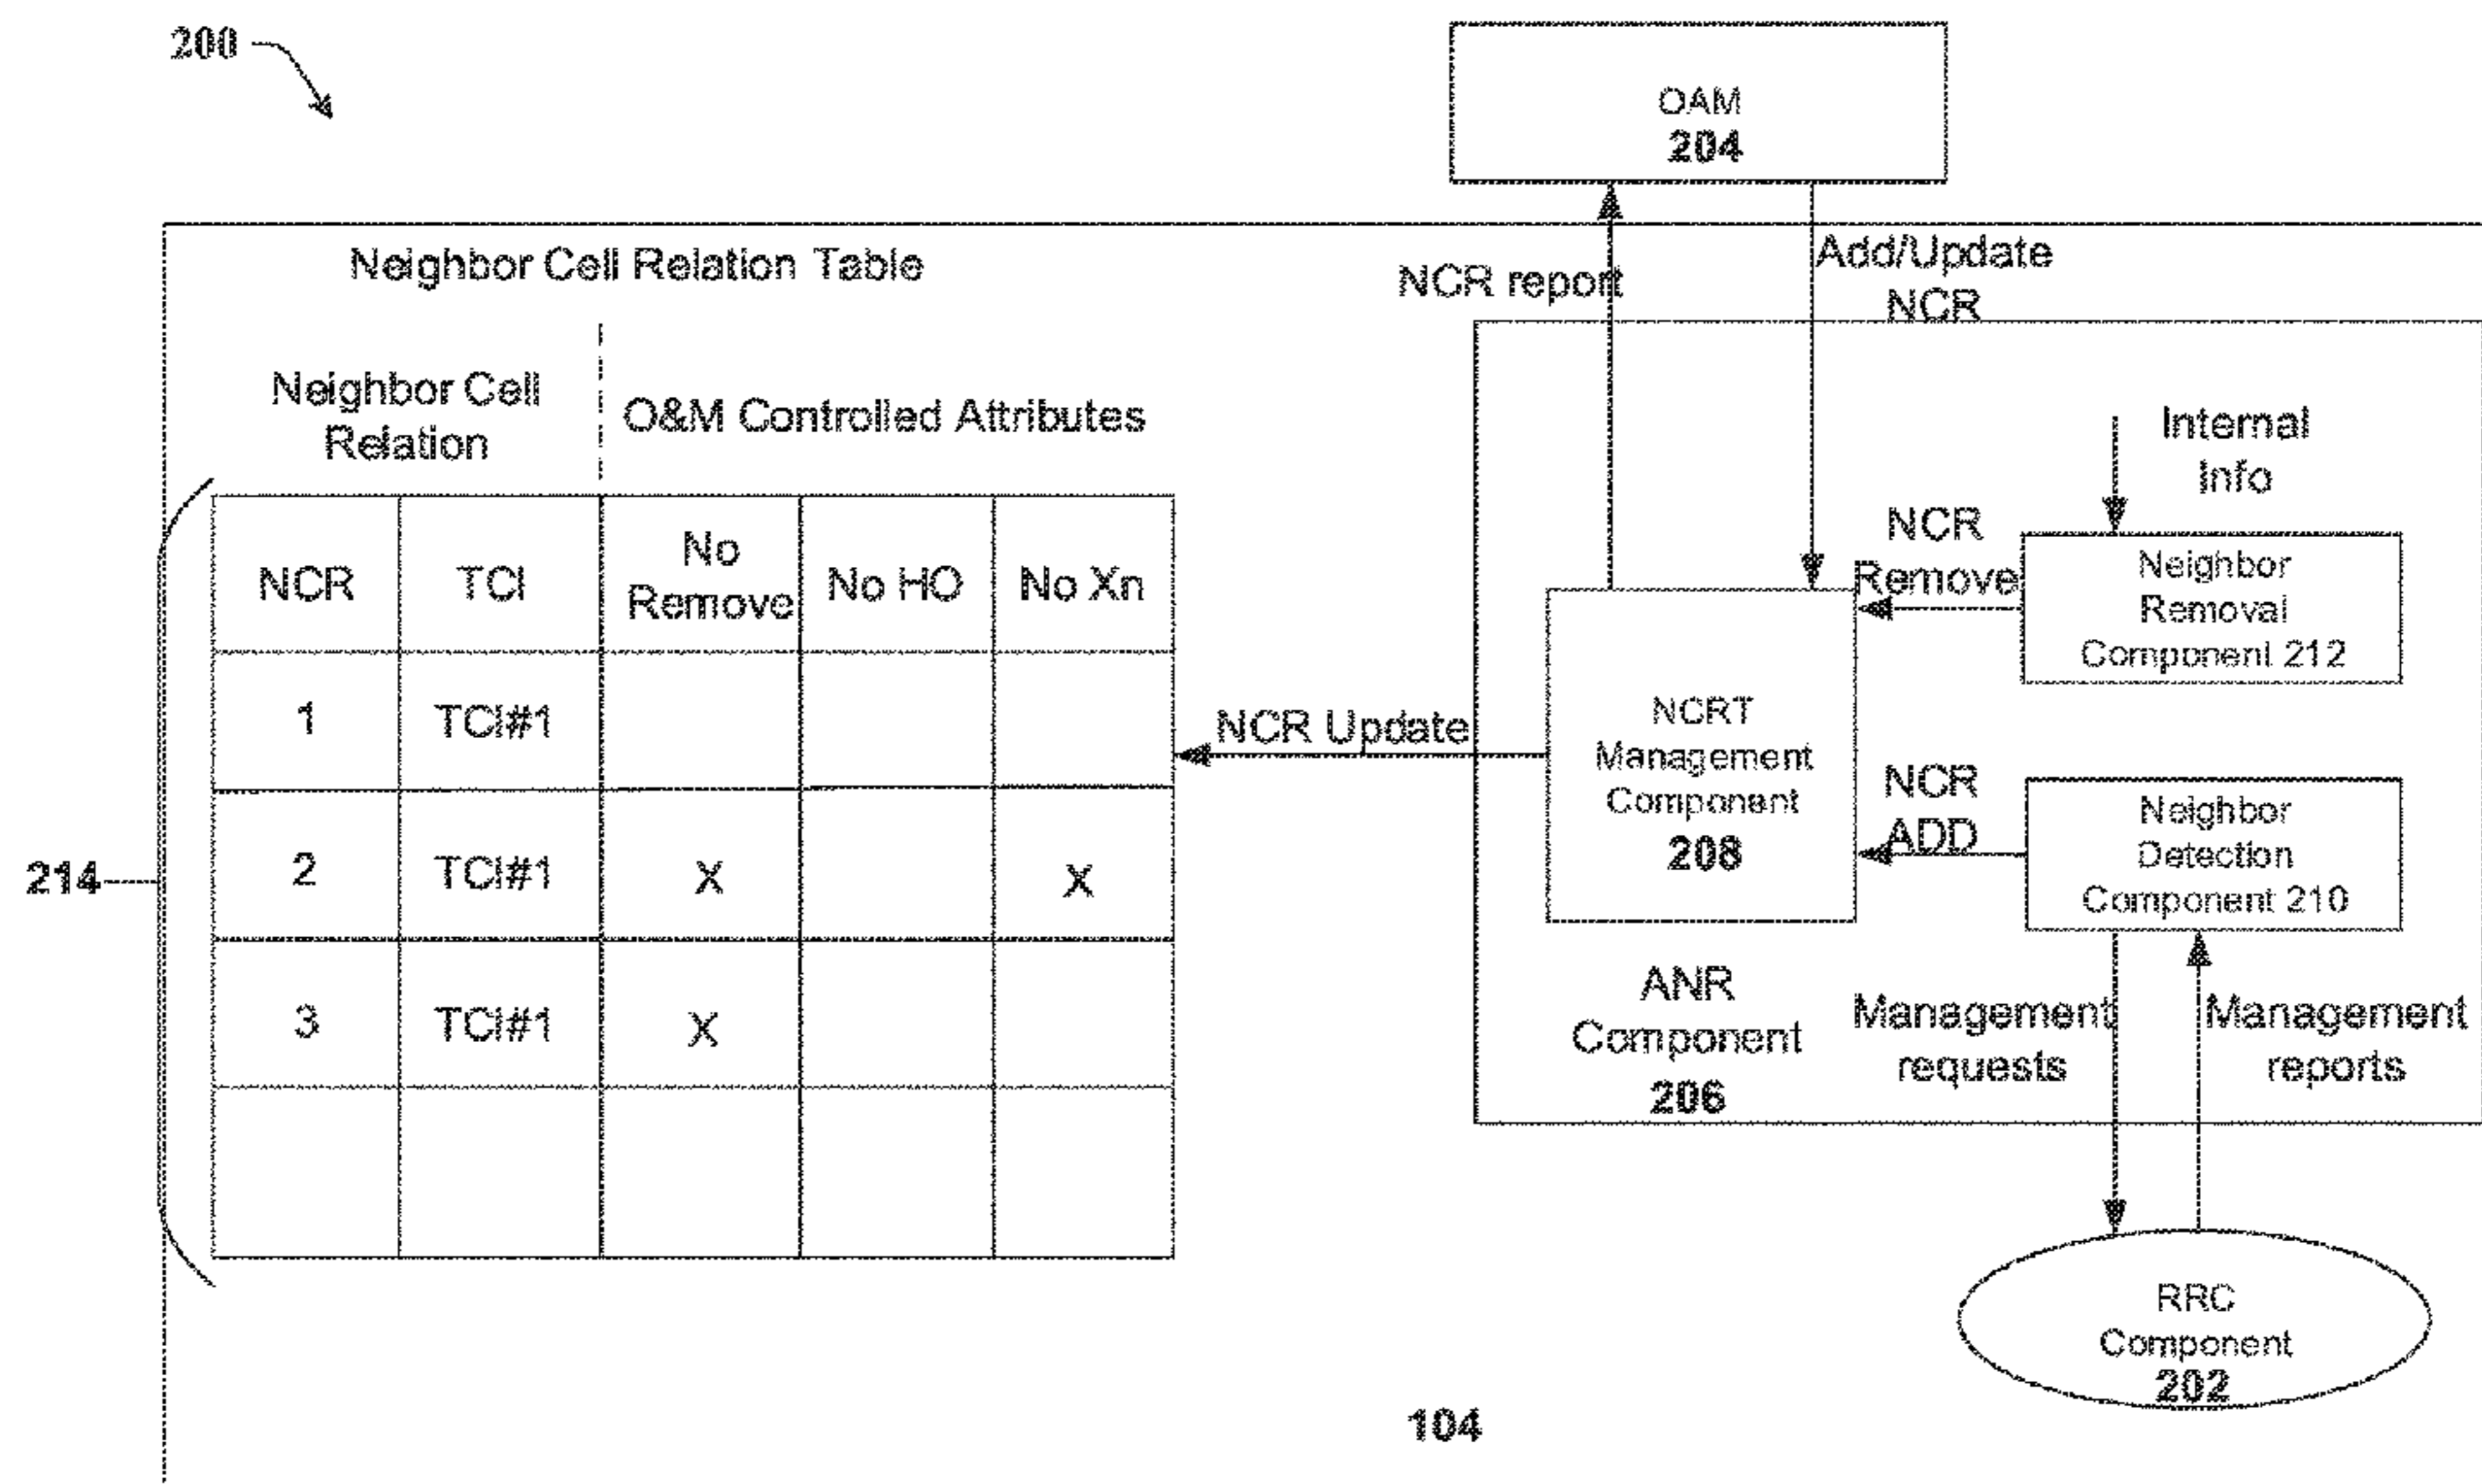 200
OAM
204
Neighbor Cell Relation Table
NCR report
Add/Update
NCR
Neighbor Cell
Relation
O&M Controlled Attributes
NCR TCI No Remove No HO No Xn
1 TCI#1
2 TCI#1 X X
3 TCI#1 X
214
NCR Update
Internal
Info
NCR
Remove
Neighbor
Removal
Component 212
NCRT
Management
Component
208
NCR
ADD
Neighbor
Detection
Component 210
ANR
Component
206
Management
requests
Management
reports
RRC
Component
202
104